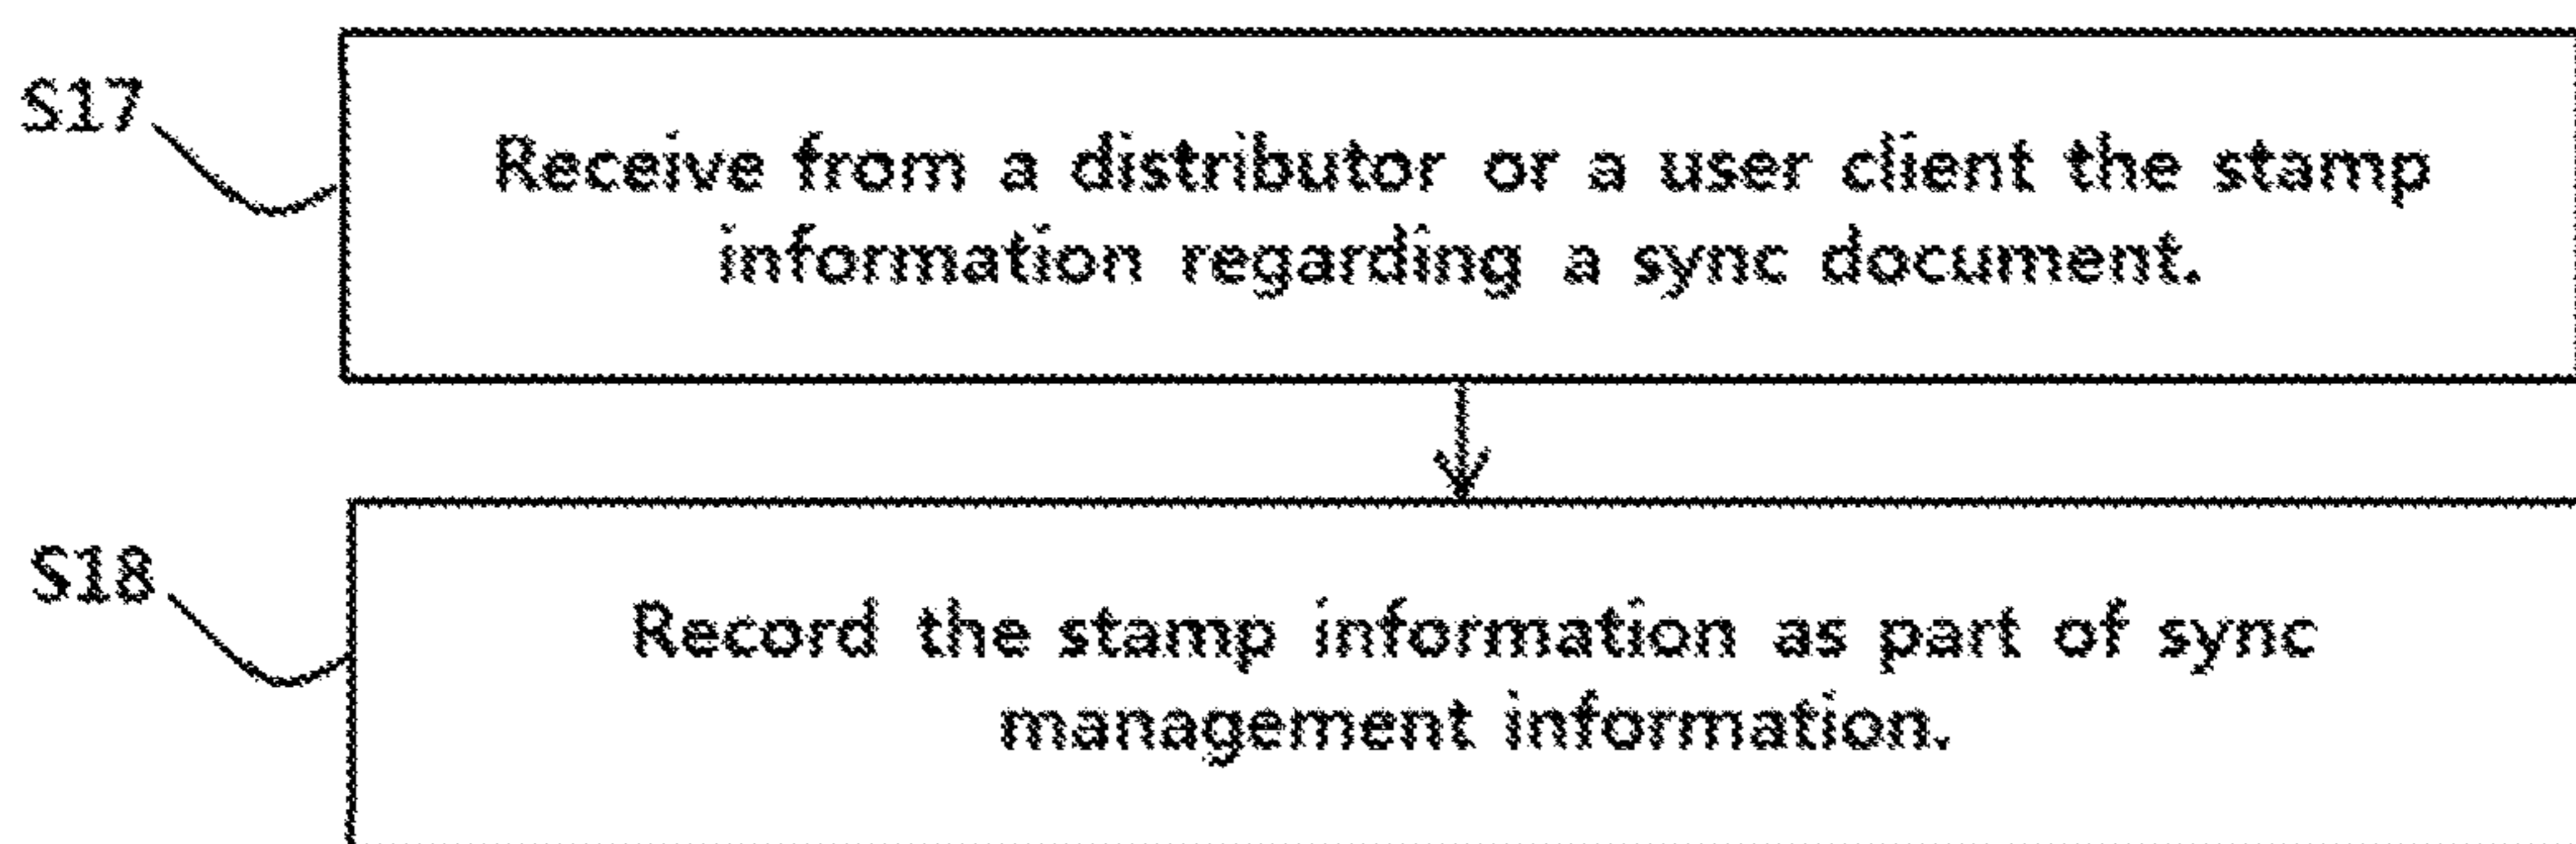 S17
Receive from a distributor or a user client the stamp
information regarding a sync document.
S18
Record the stamp information as part of sync
management information.